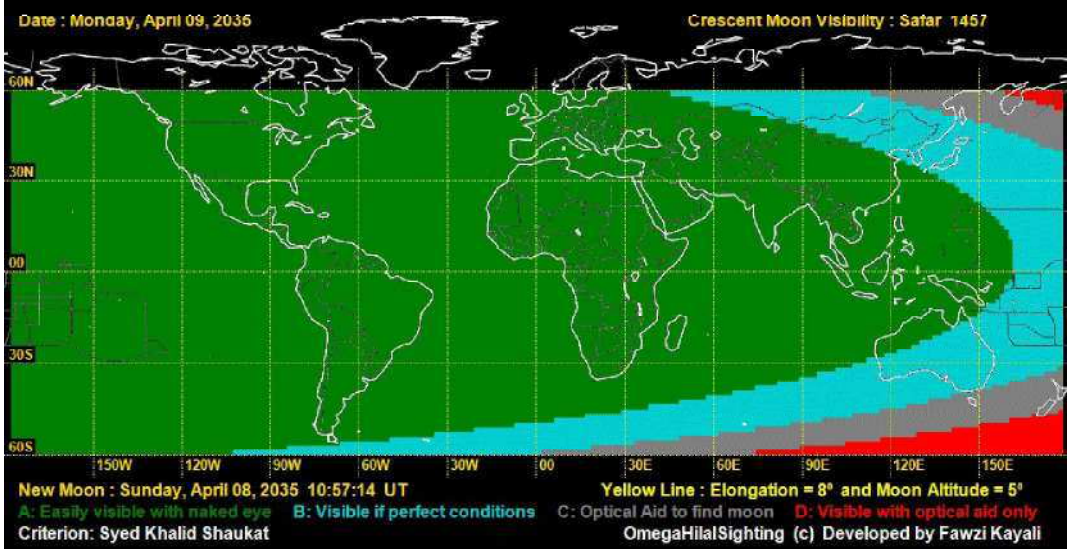 Date : Monday, April 09, 2035 Crescent Moon Visibility : Safar 1457
60N
30N
00
30S
60S
150W 120W 90W 60W 30W 00 30E 60E 90E 120E 150E
New Moon : Sunday, April 08, 2035 10:57:14 UT Yellow Line : Elongation = 8° and Moon Altitude = 5°
A: Easily visible with naked eye B: Visible if perfect conditions C: Optical Aid to find moon D: Visible with optical aid only
Criterion: Syed Khalid Shaukat OmegaHilalSighting (c) Developed by Fawzi Kayali